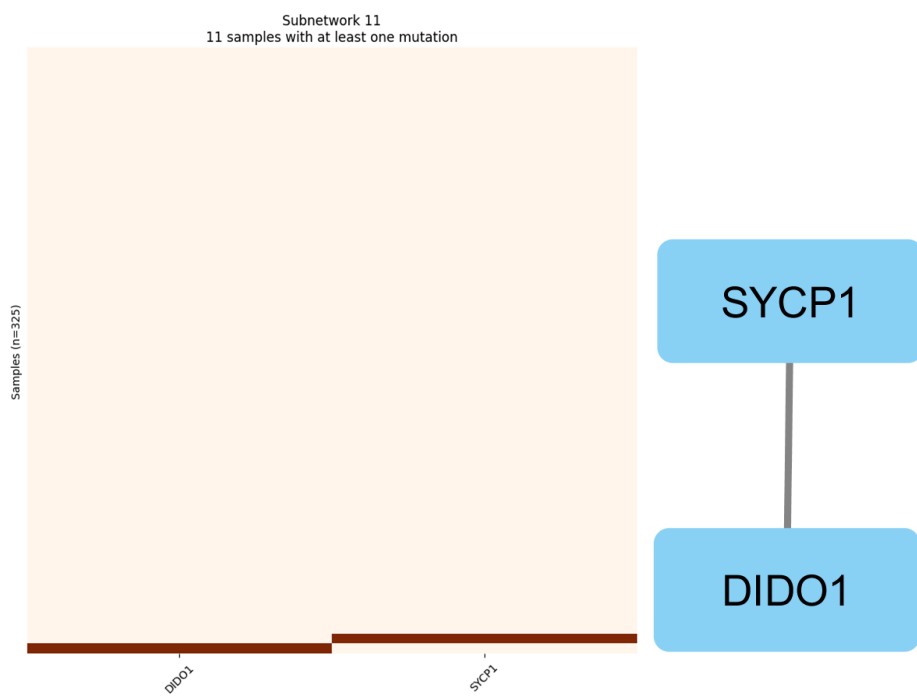 Subnetwork 11
11 samples with at least one mutation
Samples (n=325)
DIDO1
SYCP1
SYCP1
DIDO1